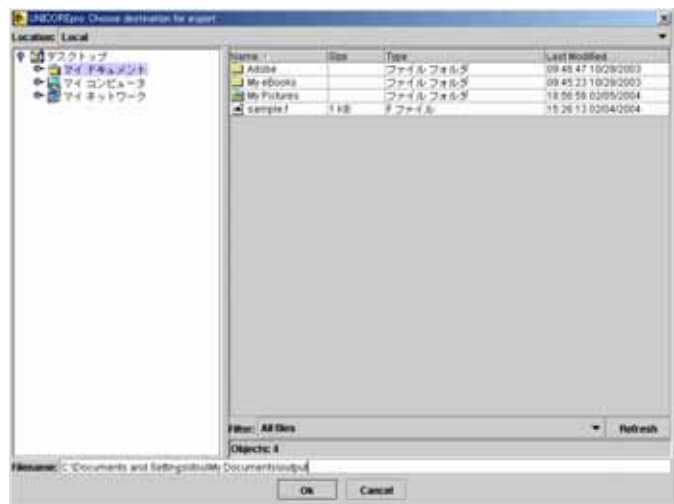 UNICOREpro: Choose destination for export
Location: Local
デスクトップ
マイ ドキュメント
マイ コンピュータ
マイ ネットワーク
Name Size Type Last Modified
Adobe ファイル フォルダ 09:48:47 10/29/2003
My eBooks ファイル フォルダ 09:45:23 10/29/2003
My Pictures ファイル フォルダ 18:56:58 02/05/2004
sample.f 1 KB F ファイル 15:26:13 02/04/2004
Filter: All files Refresh
Objects: 4
Filename: C:\Documents and My Documents\output
Ok Cancel